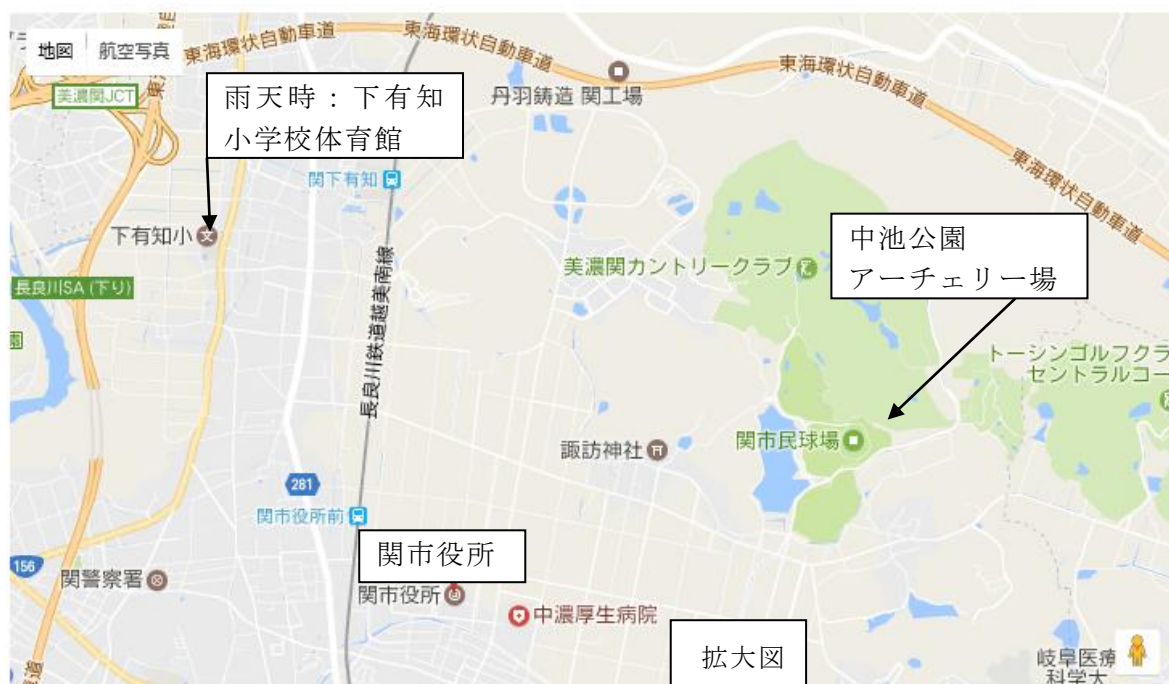 地図
航空写真
東海環状自動車道
東海環状自動車道
東海環状自動車道
東海環状自動車道
美濃関JCT
雨天時：下有知
小学校体育館
丹羽鋳造 関工場
関下有知
下有知小
中池公園
アーチェリー場
美濃関カントリークラブ
長良川SA (下り)
長良川鉄道越美南線
トーシンゴルフクラ
セントラルコー
関市民球場
諏訪神社
281
関市役所前
関市役所
156
関警察署
関市役所
中濃厚生病院
拡大図
岐阜医療
科学大